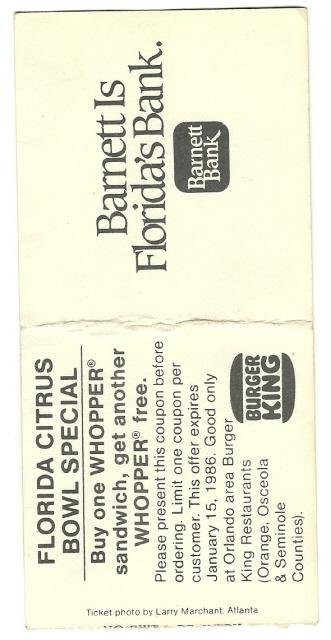 Barnett Is
Florida's Bank.
Barnett
Bank
FLORIDA CITRUS
BOWL SPECIAL
Buy one WHOPPER®
sandwich, get another
WHOPPER® free.
Please present this coupon before
ordering. Limit one coupon per
customer. This offer expires
January 15, 1986. Good only
at Orlando area Burger
King Restaurants
(Orange, Osceola
& Seminole
Counties).
BURGER
KING
Ticket photo by Larry Marchant, Atlanta